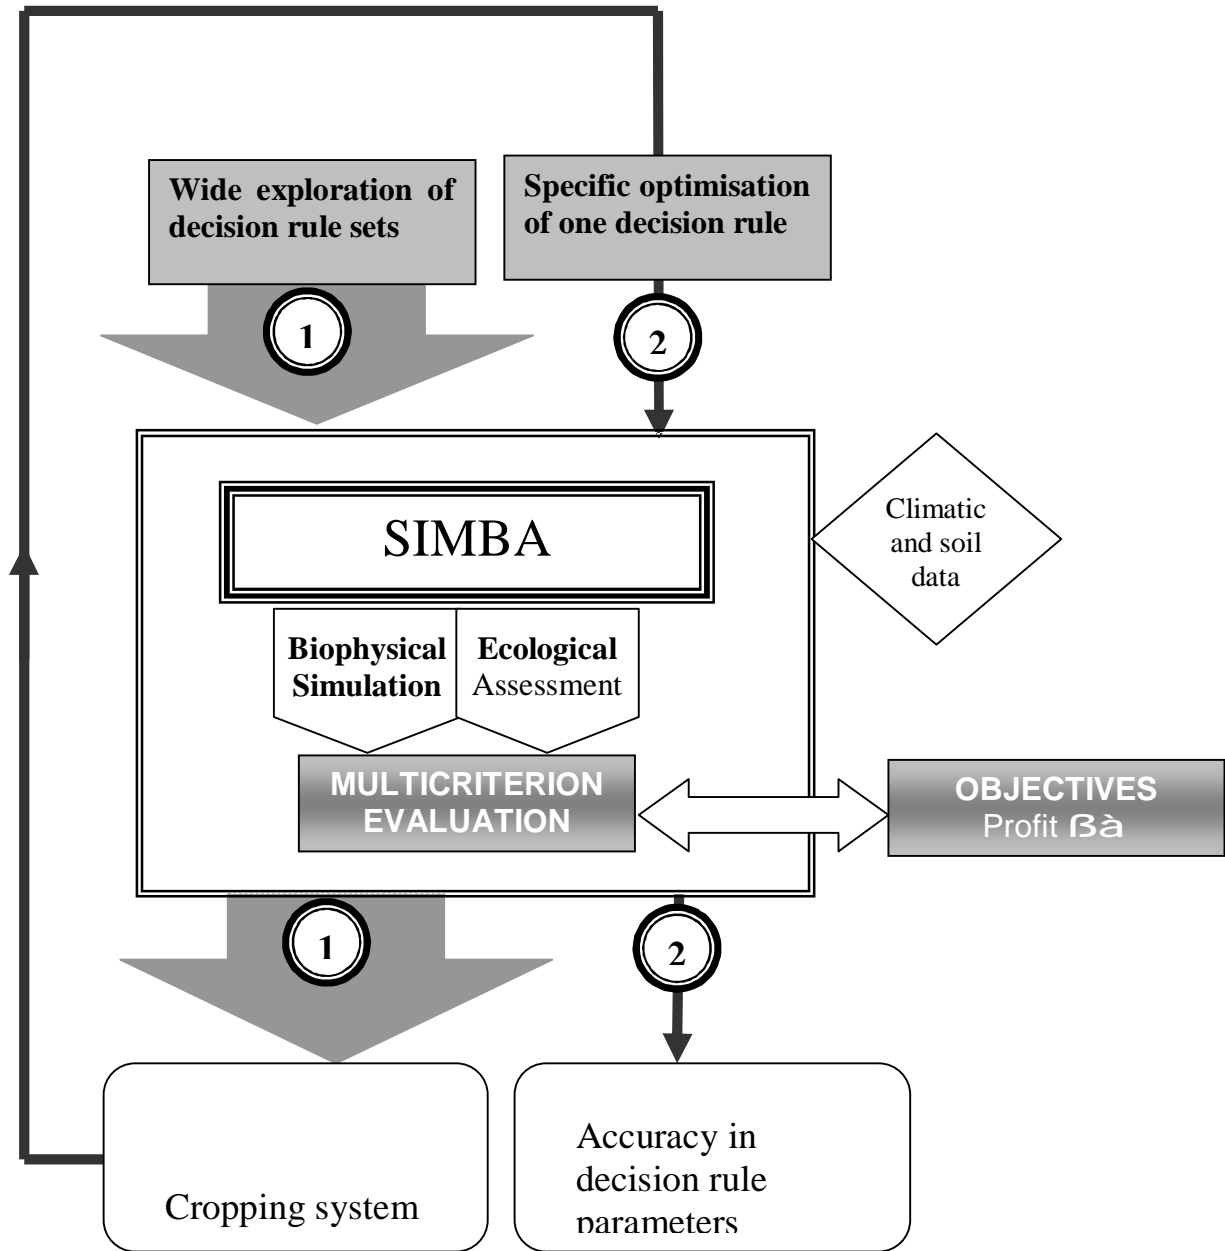 Wide exploration of
decision rule sets
Specific optimisation
of one decision rule
1
2
SIMBA
Climatic
and soil
data
Biophysical
Simulation
Ecological
Assessment
MULTICRITERION
EVALUATION
OBJECTIVES
Profit ßà
1
2
Cropping system
Accuracy in
decision rule
parameters